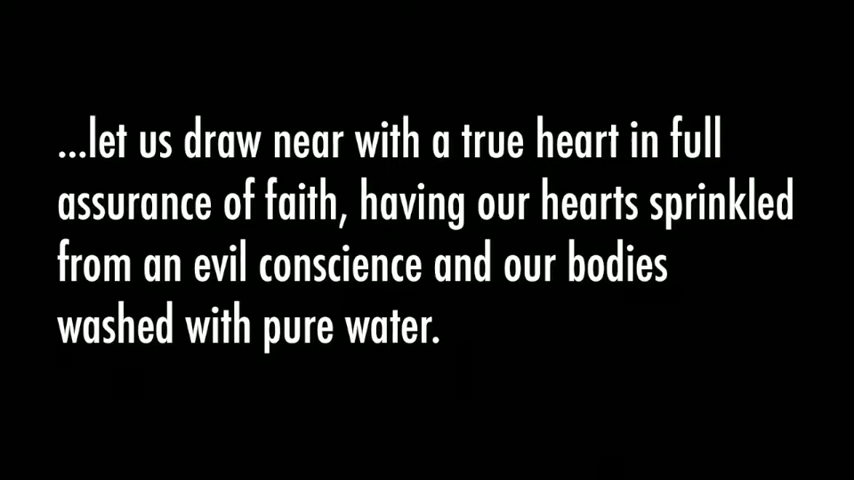 ...let us draw near with a true heart in full
assurance of faith, having our hearts sprinkled
from an evil conscience and our bodies
washed with pure water.